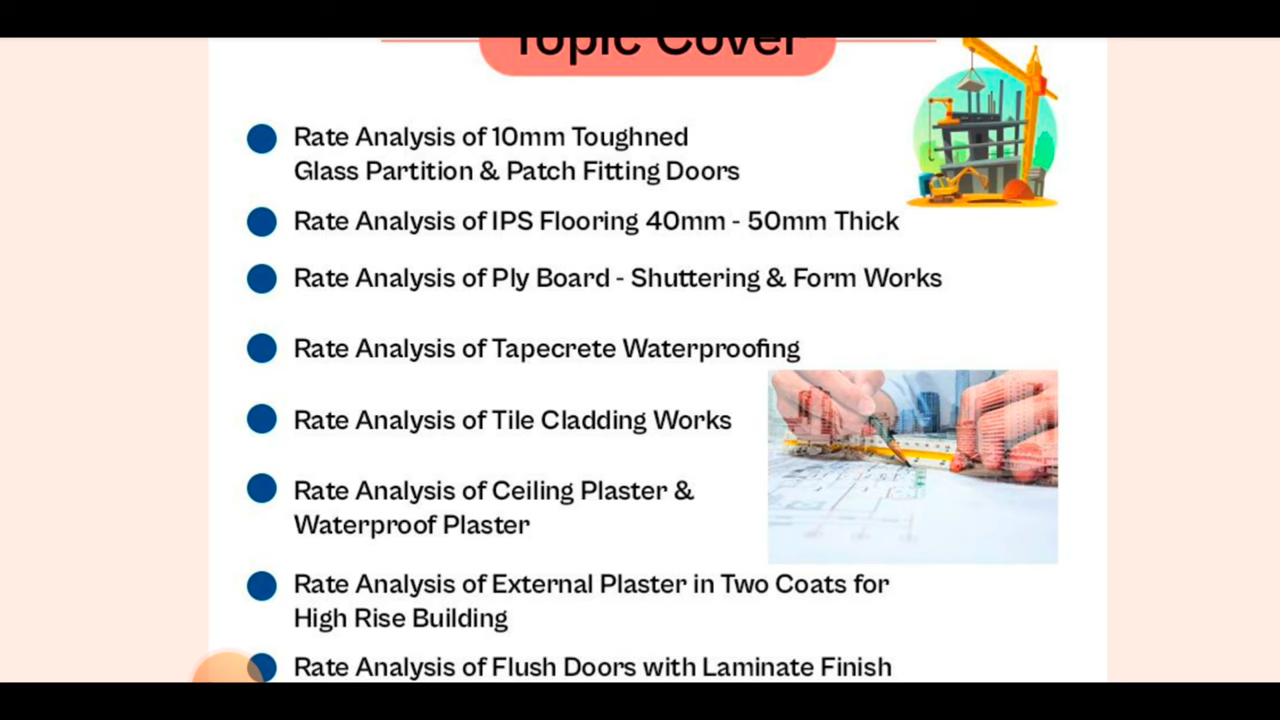 Topic Cover
Rate Analysis of 10mm Toughned
Glass Partition & Patch Fitting Doors
Rate Analysis of IPS Flooring 40mm - 50mm Thick
Rate Analysis of Ply Board - Shuttering & Form Works
Rate Analysis of Tapecrete Waterproofing
Rate Analysis of Tile Cladding Works
Rate Analysis of Ceiling Plaster &
Waterproof Plaster
Rate Analysis of External Plaster in Two Coats for
High Rise Building
Rate Analysis of Flush Doors with Laminate Finish